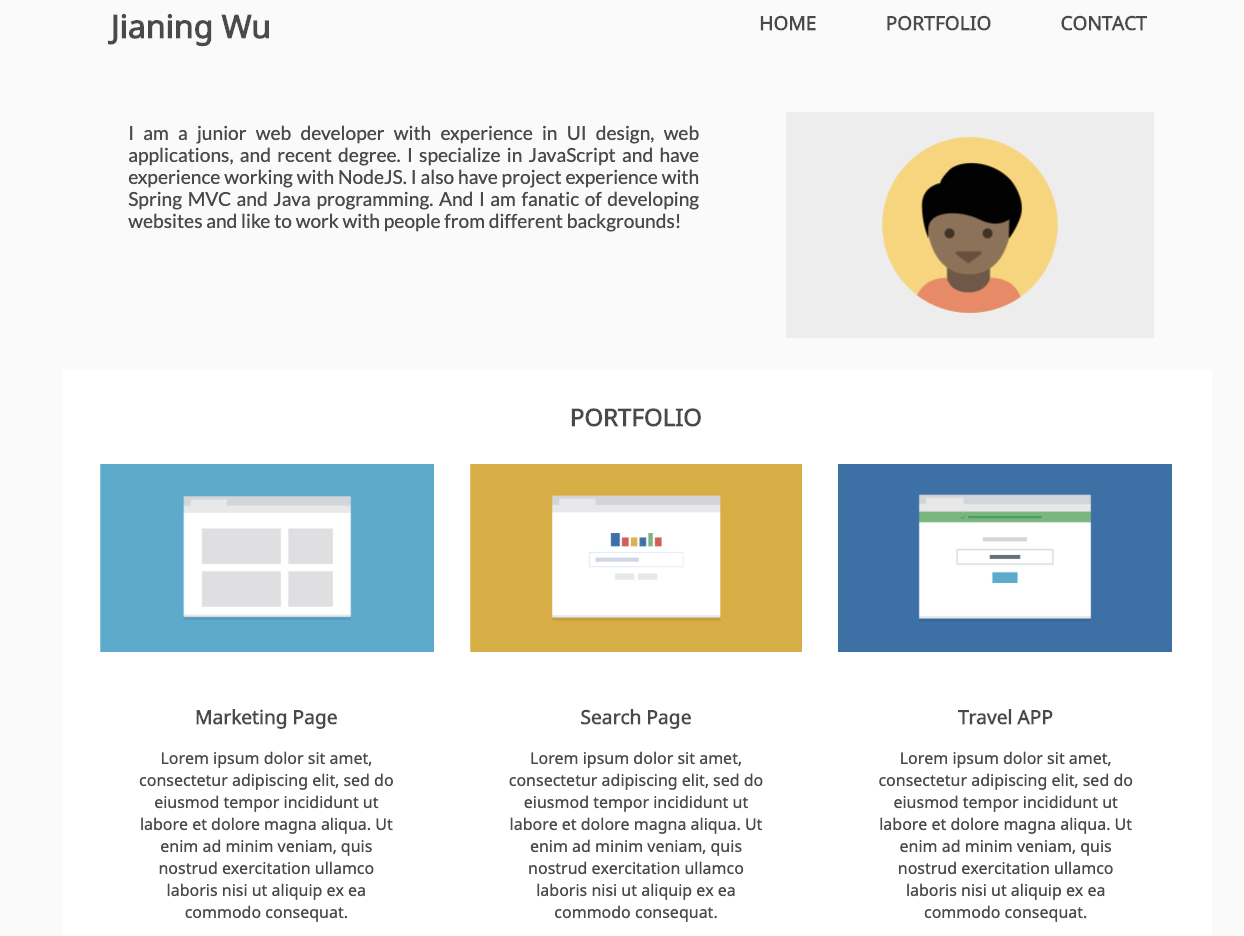 Jianing Wu
HOME PORTFOLIO CONTACT
I am a junior web developer with experience in UI design, web
applications, and recent degree. I specialize in JavaScript and have
experience working with NodeJS. I also have project experience with
Spring MVC and Java programming. And I am fanatic of developing
websites and like to work with people from different backgrounds!
PORTFOLIO
Marketing Page
Lorem ipsum dolor sit amet,
consectetur adipiscing elit, sed do
eiusmod tempor incididunt ut
labore et dolore magna aliqua. Ut
enim ad minim veniam, quis
nostrud exercitation ullamco
laboris nisi ut aliquip ex ea
commodo consequat.
Search Page
Lorem ipsum dolor sit amet,
consectetur adipiscing elit, sed do
eiusmod tempor incididunt ut
labore et dolore magna aliqua. Ut
enim ad minim veniam, quis
nostrud exercitation ullamco
laboris nisi ut aliquip ex ea
commodo consequat.
Travel APP
Lorem ipsum dolor sit amet,
consectetur adipiscing elit, sed do
eiusmod tempor incididunt ut
labore et dolore magna aliqua. Ut
enim ad minim veniam, quis
nostrud exercitation ullamco
laboris nisi ut aliquip ex ea
commodo consequat.